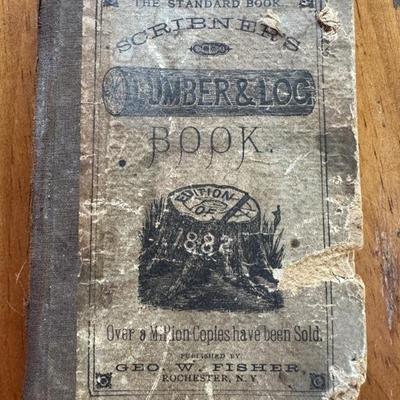 THE STANDARD BOOK
SCRIBNER'S
LUMBER & LOG
BOOK.
EDITION
OF
1882
Over a Million Copies have been Sold.
PUBLISHED BY
GEO. W. FISHER,
ROCHESTER, N.Y